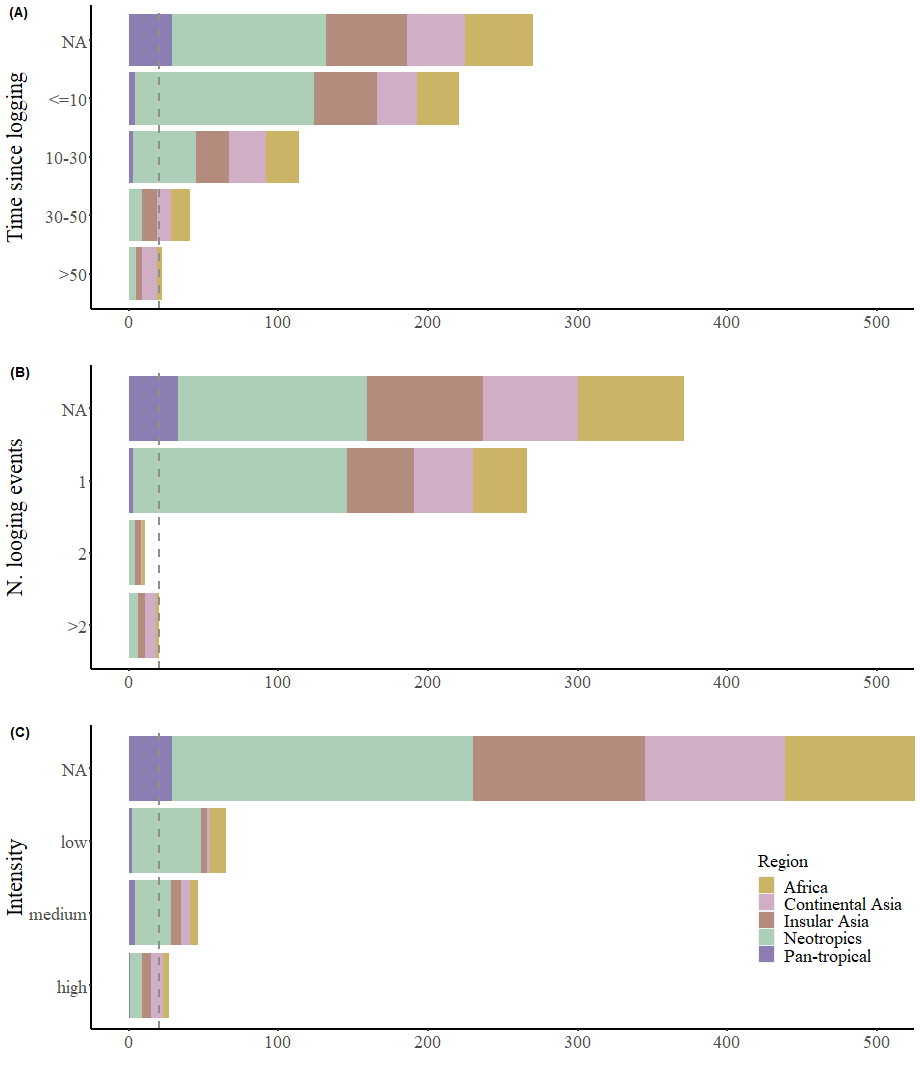 (A)
Time since logging
NA
<=10
10-30
30-50
>50
0 100 200 300 400 500
(B)
N. looging events
NA
1
2
>2
0 100 200 300 400 500
(C)
Intensity
NA
low
medium
high
Region
Africa
Continental Asia
Insular Asia
Neotropics
Pan-tropical
0 100 200 300 400 500